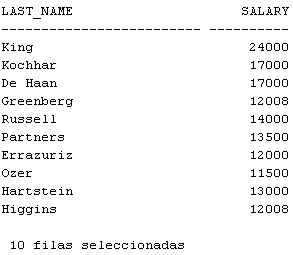 LAST_NAME SALARY
------------------------- ----------
King 24000
Kochhar 17000
De Haan 17000
Greenberg 12008
Russell 14000
Partners 13500
Errazuriz 12000
Ozer 11500
Hartstein 13000
Higgins 12008
10 filas seleccionadas